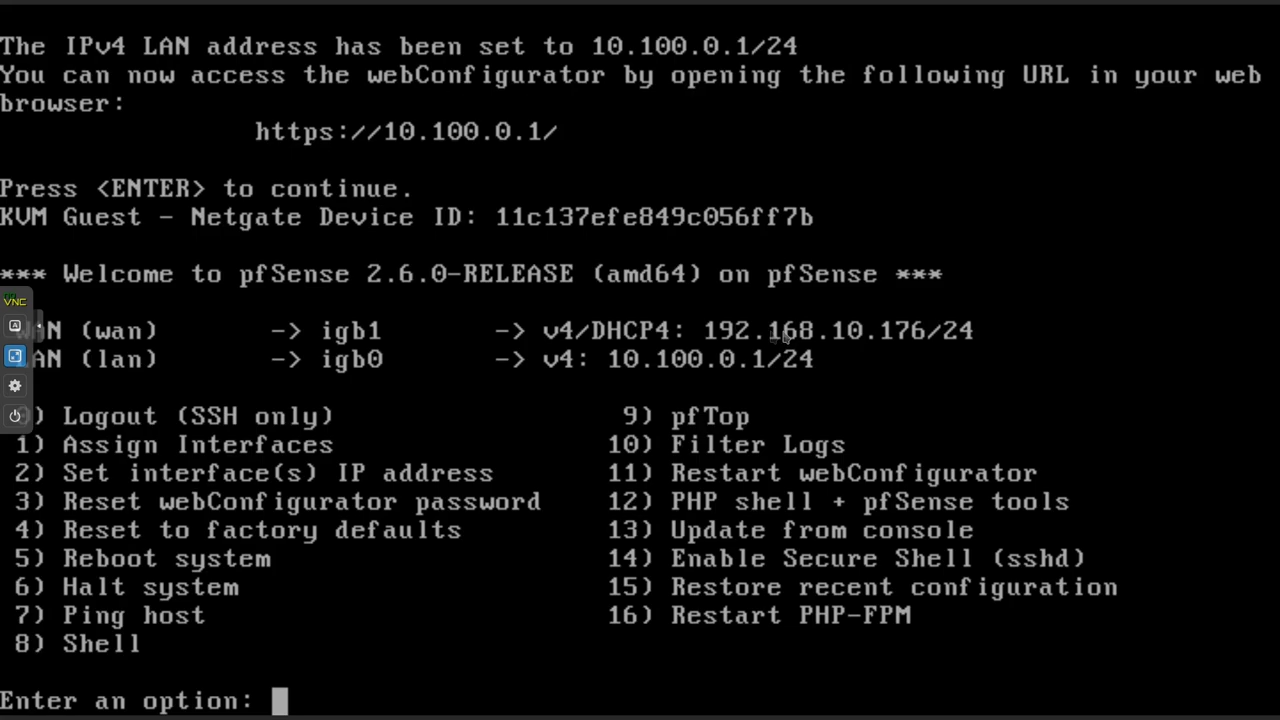 The IPv4 LAN address has been set to 10.100.0.1/24
You can now access the webConfigurator by opening the following URL in your web
browser:
https://10.100.0.1/
Press <ENTER> to continue.
KVM Guest - Netgate Device ID: 11c137efe849c056ff7b
*** Welcome to pfSense 2.6.0-RELEASE (amd64) on pfSense ***
VNC
WAN (wan) -> igb1 -> v4/DHCP4: 192.168.10.176/24
LAN (lan) -> igb0 -> v4: 10.100.0.1/24
0) Logout (SSH only) 9) pfTop
1) Assign Interfaces 10) Filter Logs
2) Set interface(s) IP address 11) Restart webConfigurator
3) Reset webConfigurator password 12) PHP shell + pfSense tools
4) Reset to factory defaults 13) Update from console
5) Reboot system 14) Enable Secure Shell (sshd)
6) Halt system 15) Restore recent configuration
7) Ping host 16) Restart PHP-FPM
8) Shell
Enter an option: